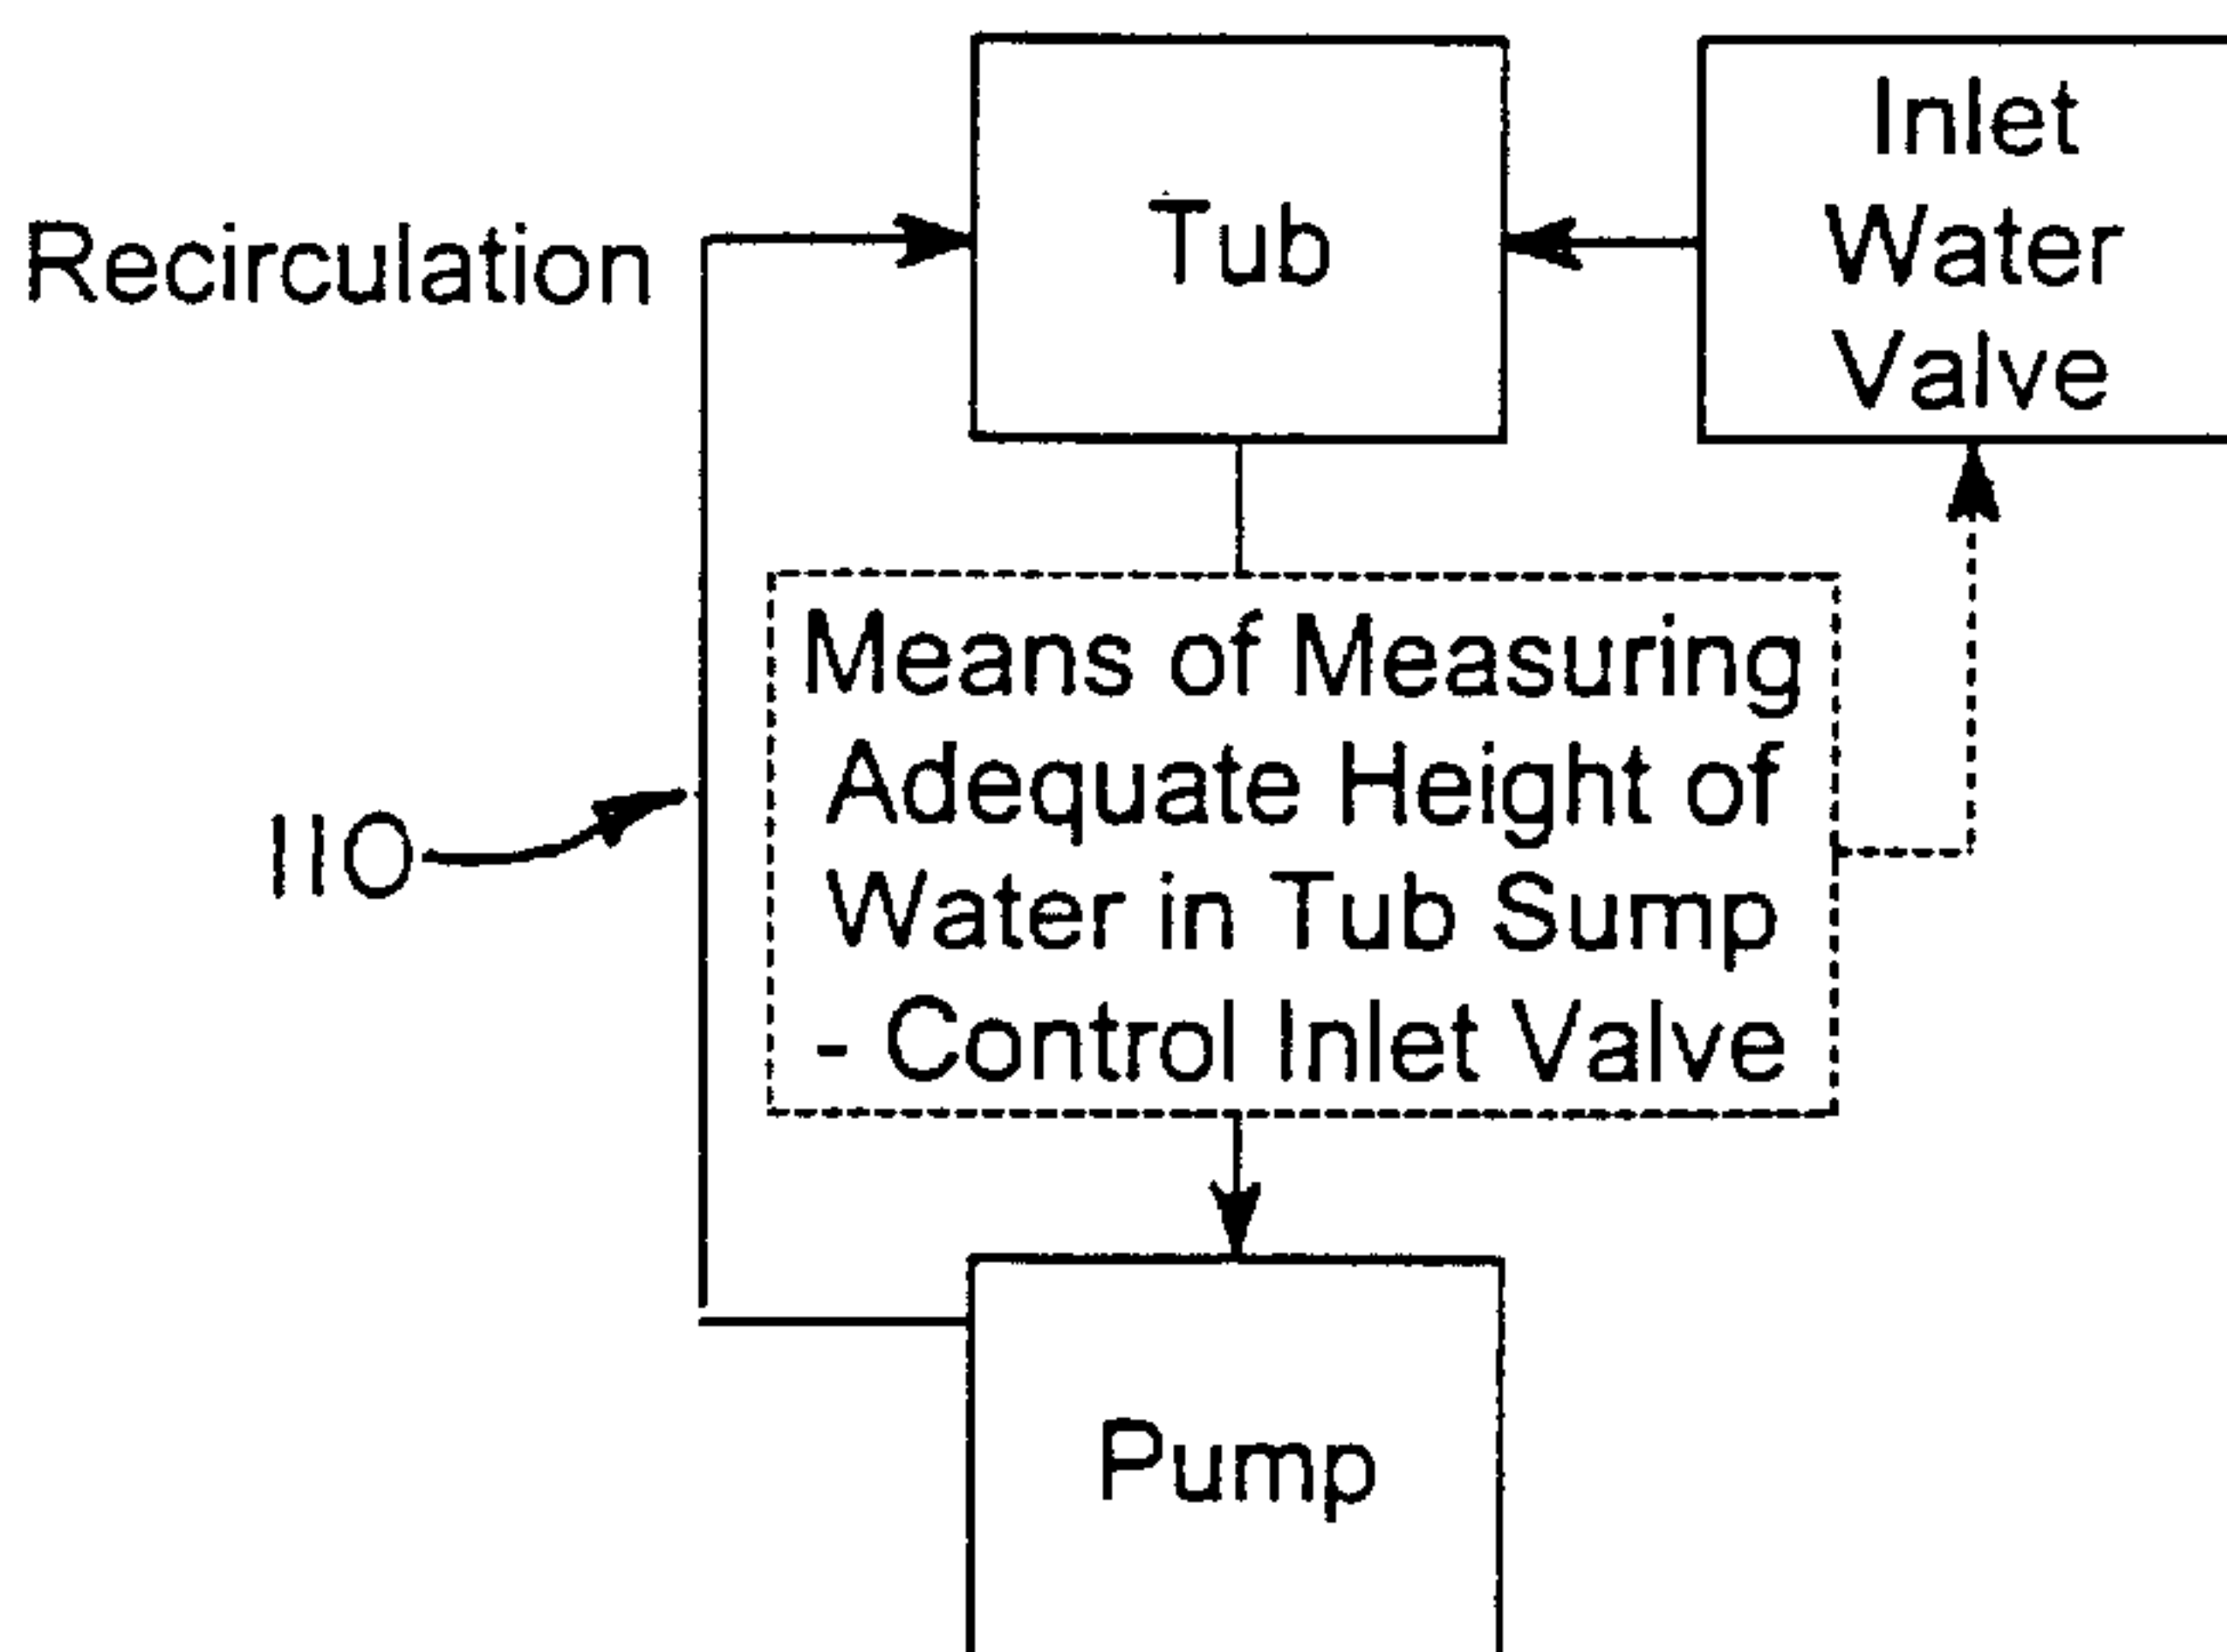 Recirculation
Tub
Inlet
Water
Valve
Means of Measuring
Adequate Height of
Water in Tub Sump
- Control Inlet Valve
110
Pump